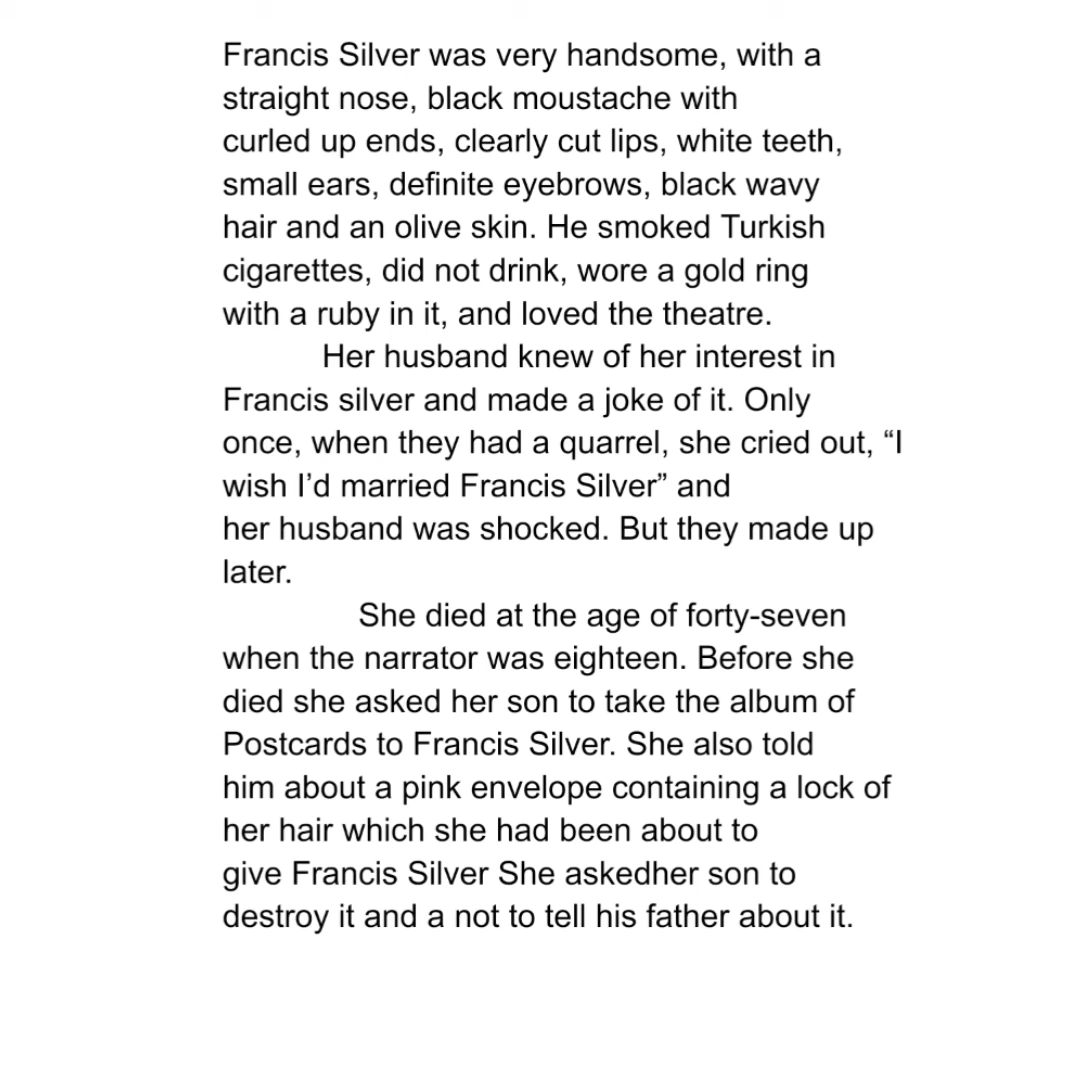 Francis Silver was very handsome, with a
straight nose, black moustache with
curled up ends, clearly cut lips, white teeth,
small ears, definite eyebrows, black wavy
hair and an olive skin. He smoked Turkish
cigarettes, did not drink, wore a gold ring
with a ruby in it, and loved the theatre.
Her husband knew of her interest in
Francis silver and made a joke of it. Only
once, when they had a quarrel, she cried out, “I
wish I’d married Francis Silver” and
her husband was shocked. But they made up
later.
She died at the age of forty-seven
when the narrator was eighteen. Before she
died she asked her son to take the album of
Postcards to Francis Silver. She also told
him about a pink envelope containing a lock of
her hair which she had been about to
give Francis Silver She askedher son to
destroy it and a not to tell his father about it.